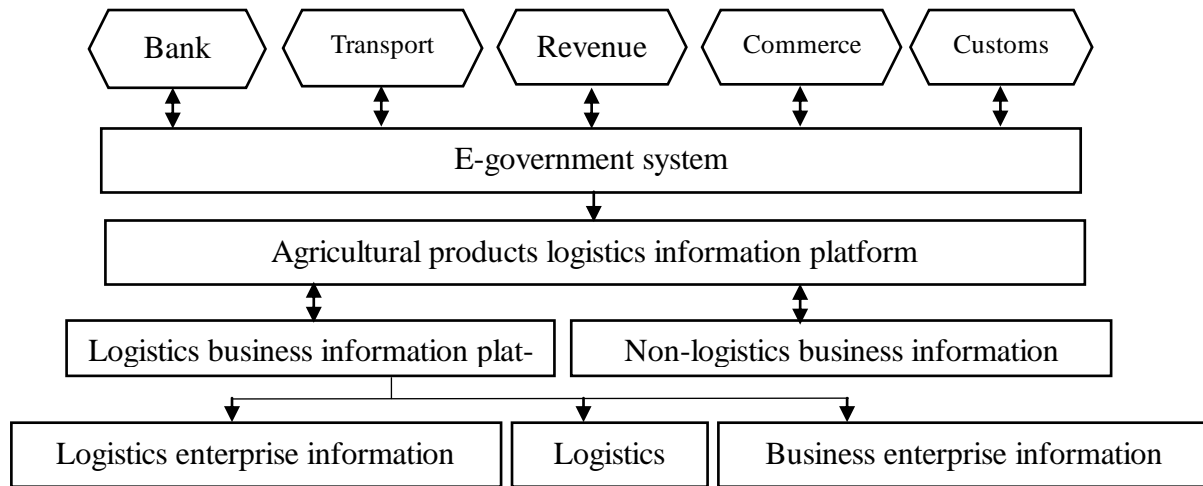 Bank
Transport
Revenue
Commerce
Customs
E-government system
Agricultural products logistics information platform
Logistics business information plat-
Non-logistics business information
Logistics enterprise information
Logistics
Business enterprise information